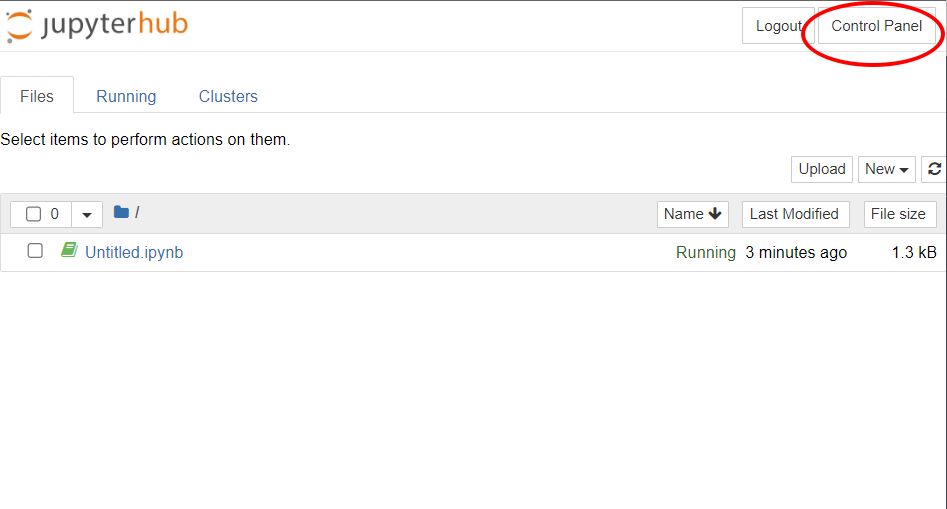 jupyterhub Logout Control Panel
Files Running Clusters
Select items to perform actions on them.
Upload New
0 / Name Last Modified File size
Untitled.ipynb Running 3 minutes ago 1.3 kB